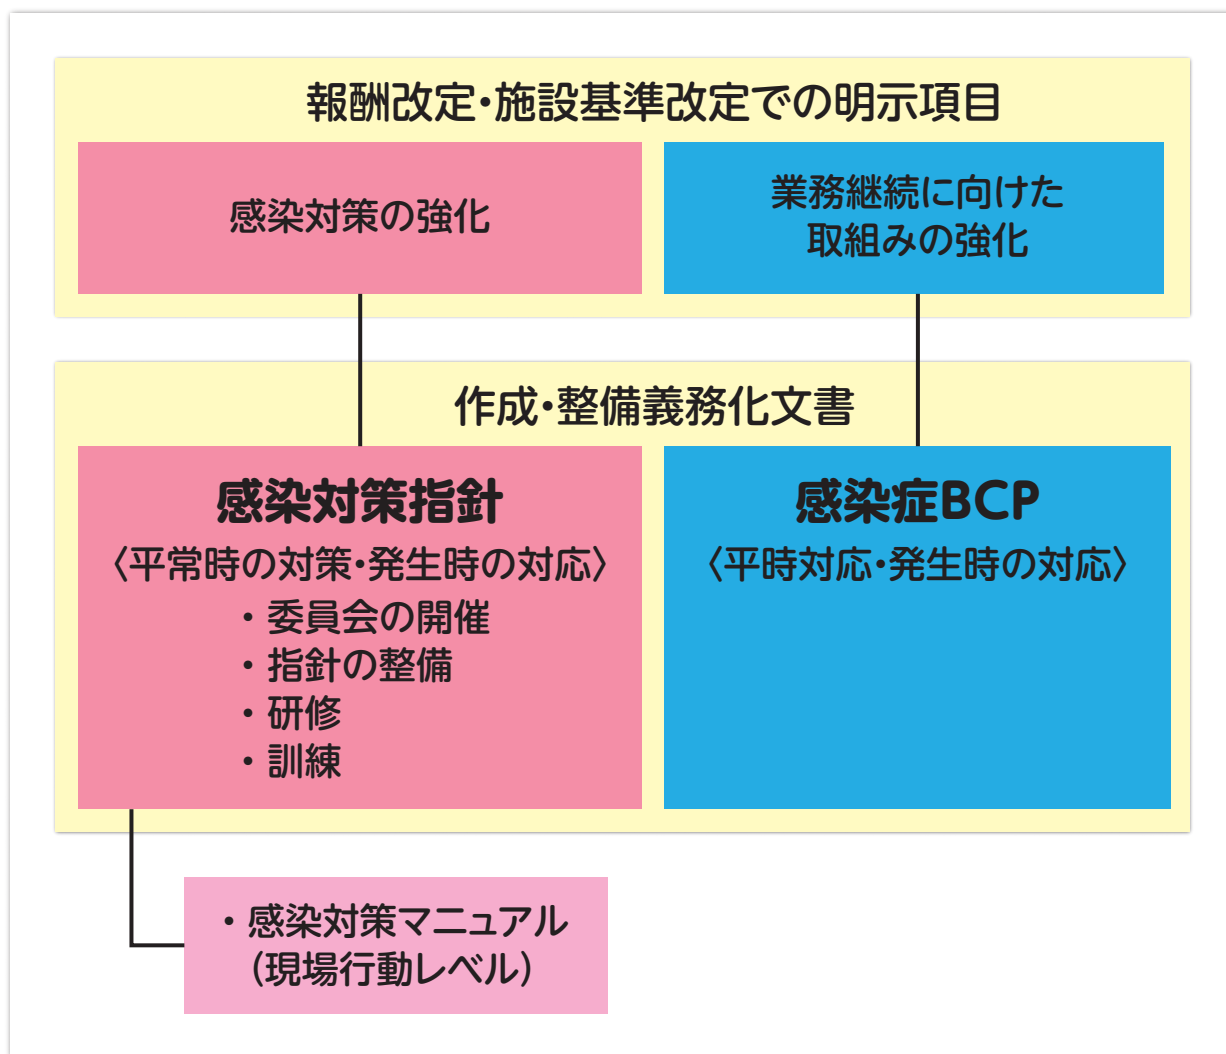 報酬改定・施設基準改定での明示項目
感染対策の強化
業務継続に向けた
取組みの強化
作成・整備義務化文書
感染対策指針
〈平常時の対策・発生時の対応〉
・委員会の開催
・指針の整備
・研修
・訓練
感染症BCP
〈平時対応・発生時の対応〉
・感染対策マニュアル
(現場行動レベル)